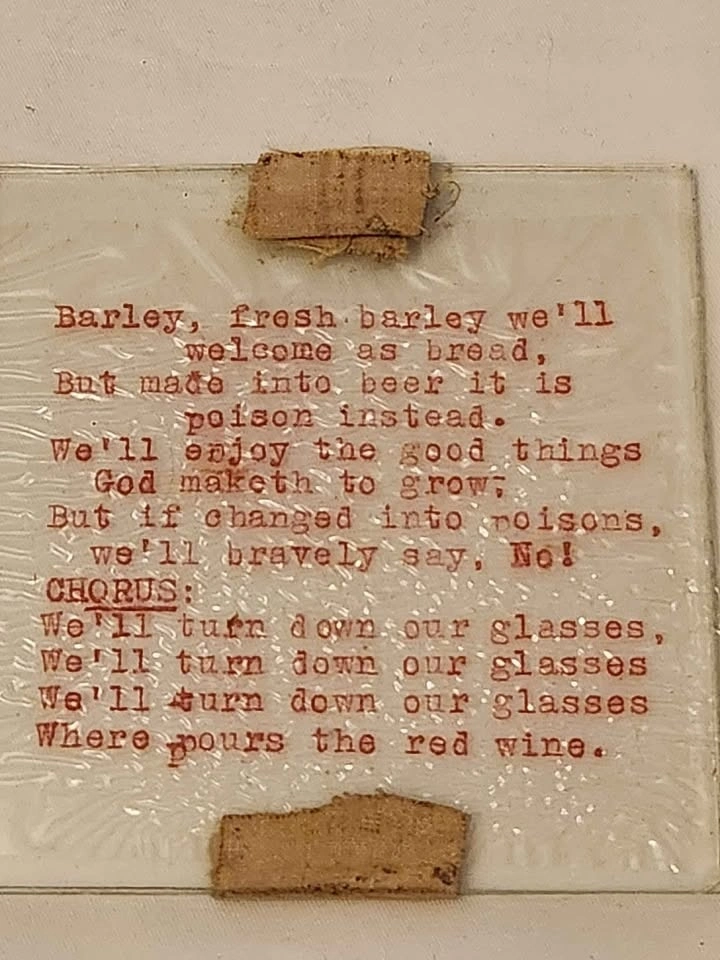 Barley, fresh barley we'll
welcome as bread,
But made into beer it is
poison instead.
We'll enjoy the good things
God maketh to grow;
But if changed into poisons,
we'll bravely say, No!
CHORUS:
We'll turn down our glasses,
We'll turn down our glasses
We'll turn down our glasses
Where pours the red wine.